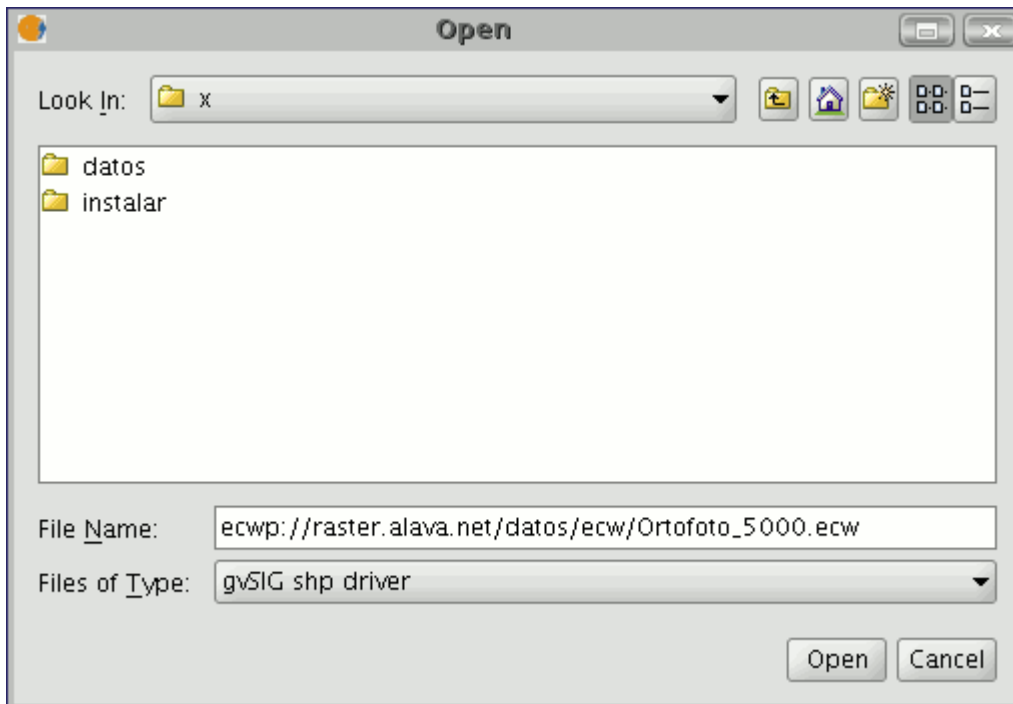 Open
Look In: x
datos
instalar
File Name: ecwp://raster.alava.net/datos/ecw/Ortofoto_5000.ecw
Files of Type: gvSIG shp driver
Open Cancel